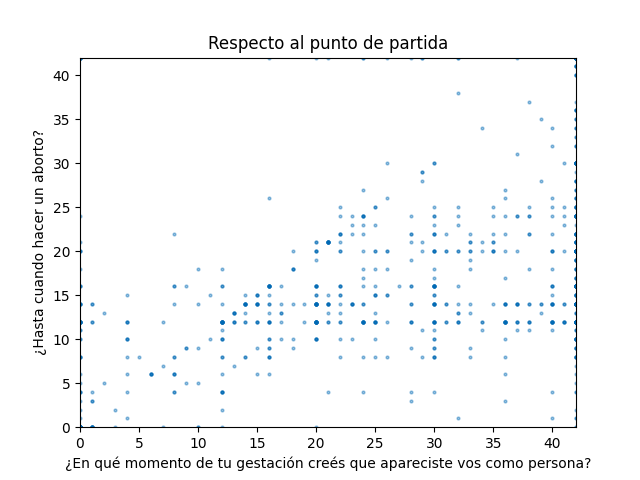 Respecto al punto de partida
¿Hasta cuando hacer un aborto?
40
35
30
25
20
15
10
5
0
0 5 10 15 20 25 30 35 40
¿En qué momento de tu gestación creés que apareciste vos como persona?